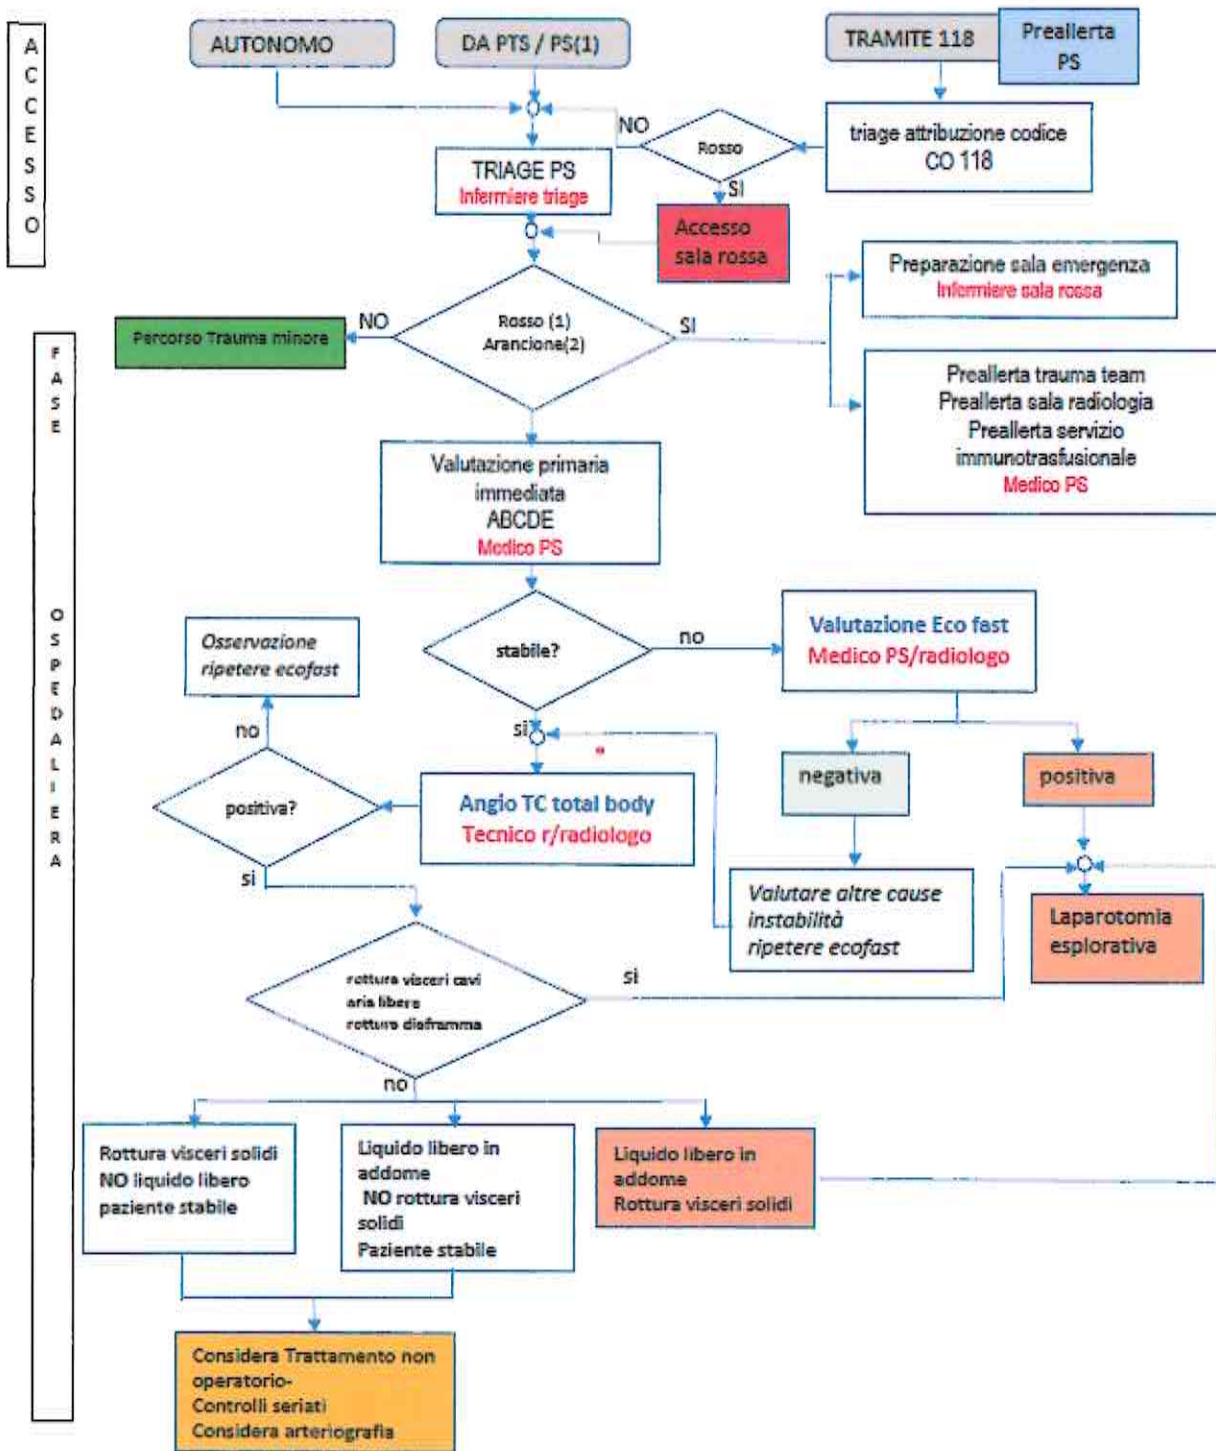 ACCESSO
AUTONOMO
DA PTS / PS(1)
TRAMITE 118
Preallerta
PS
triage attribuzione codice
CO 118
Rosso
NO
SI
TRIAGE PS
Infermiere triage
Accesso
sala rossa
Preparazione sala emergenza
Infermiere sala rossa
FASE OSPEDALIERA
Percorso Trauma minore
NO
Rosso (1)
Arancione(2)
SI
Preallerta trauma team
Preallerta sala radiologia
Preallerta servizio
immunotrasfusionale
Medico PS
Valutazione primaria
immediata
ABCDE
Medico PS
stabile?
no
si
Valutazione Eco fast
Medico PS/radiologo
Osservazione
ripetere ecofast
no
positiva?
si
Angio TC total body
Tecnico r/radiologo
negativa
positiva
Valutare altre cause
instabilità
ripetere ecofast
Laparotomia
esplorativa
rottura visceri cavi
aria libera
rottura diaframma
si
no
Rottura visceri solidi
NO liquido libero
paziente stabile
Liquido libero in
addome
NO rottura visceri
solidi
Paziente stabile
Liquido libero in
addome
Rottura visceri solidi
Considera Trattamento non
operatorio-
Controlli seriati
Considera arteriografia